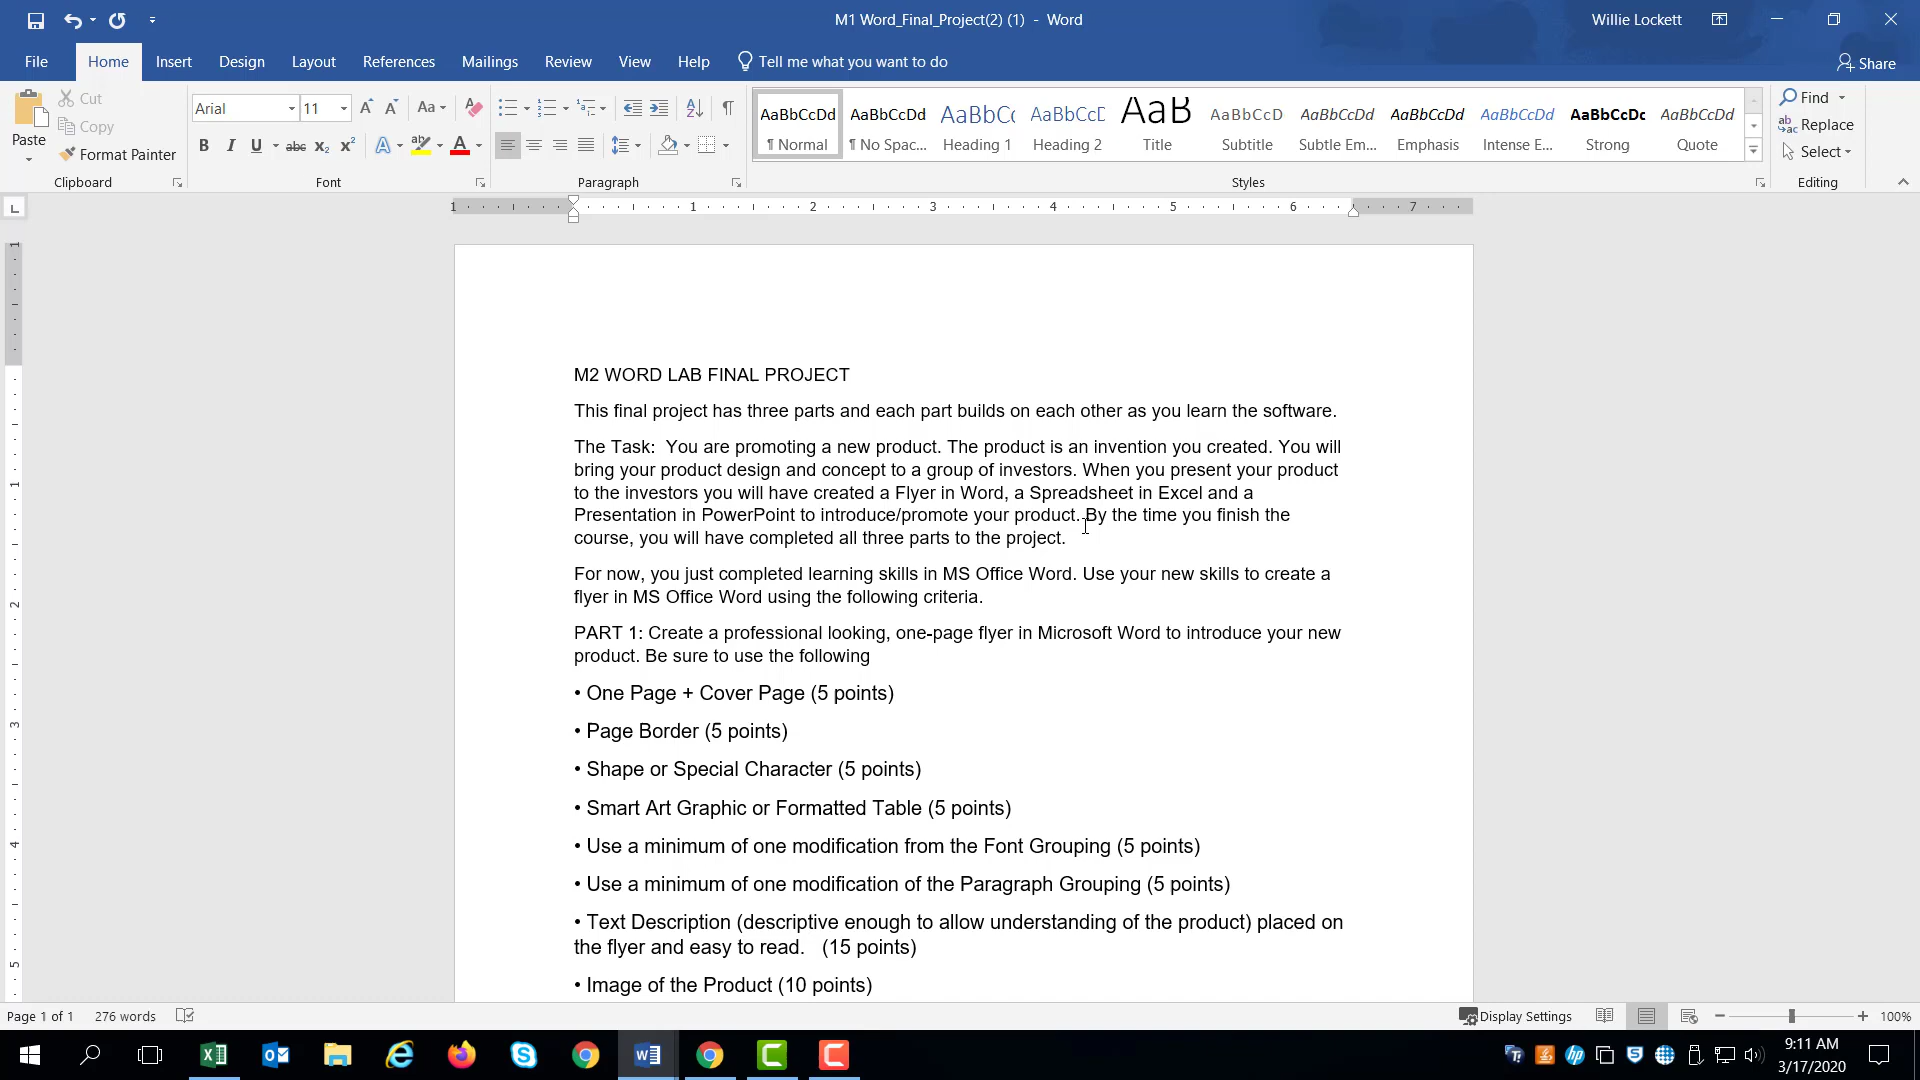 M1 Word_Final_Project(2) (1) - Word
Willie Lockett
File Home Insert Design Layout References Mailings Review View Help Tell me what you want to do
Share
Paste
Cut
Copy
Format Painter
Clipboard
Arial 11
Font
Paragraph
AaBbCcDd AaBbCcDd AaBbCc AaBbCcD AaB AaBbCcD AaBbCcDd AaBbCcDd AaBbCcDd AaBbCcDc AaBbCcDd
¶ Normal ¶ No Spac... Heading 1 Heading 2 Title Subtitle Subtle Em... Emphasis Intense E... Strong Quote
Styles
Find
Replace
Select
Editing
1 1 2 3 4 5 6 7
M2 WORD LAB FINAL PROJECT
This final project has three parts and each part builds on each other as you learn the software.
The Task:  You are promoting a new product. The product is an invention you created. You will
bring your product design and concept to a group of investors. When you present your product
to the investors you will have created a Flyer in Word, a Spreadsheet in Excel and a
Presentation in PowerPoint to introduce/promote your product. By the time you finish the
course, you will have completed all three parts to the project.
For now, you just completed learning skills in MS Office Word. Use your new skills to create a
flyer in MS Office Word using the following criteria.
PART 1: Create a professional looking, one-page flyer in Microsoft Word to introduce your new
product. Be sure to use the following
• One Page + Cover Page (5 points)
• Page Border (5 points)
• Shape or Special Character (5 points)
• Smart Art Graphic or Formatted Table (5 points)
• Use a minimum of one modification from the Font Grouping (5 points)
• Use a minimum of one modification of the Paragraph Grouping (5 points)
• Text Description (descriptive enough to allow understanding of the product) placed on
the flyer and easy to read.   (15 points)
• Image of the Product (10 points)
Page 1 of 1 276 words
Display Settings
100%
9:11 AM
3/17/2020